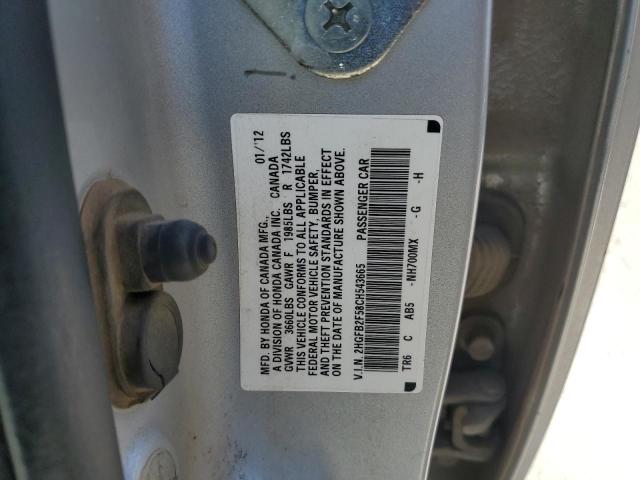 MFD. BY HONDA OF CANADA MFG., 01/'12
A DIVISION OF HONDA CANADA INC. CANADA
GVWR 3660LBS GAWR F 1985LBS R 1742LBS
THIS VEHICLE CONFORMS TO ALL APPLICABLE
FEDERAL MOTOR VEHICLE SAFETY, BUMPER,
& THEFT PREVENTION STANDARDS IN EFFECT
ON THE DATE OF MANUFACTURE SHOWN ABOVE.
V.I.N. 2HGFB2F58CH543665 PASSENGER CAR
TR6 C AB5 -NH700MX -G -H